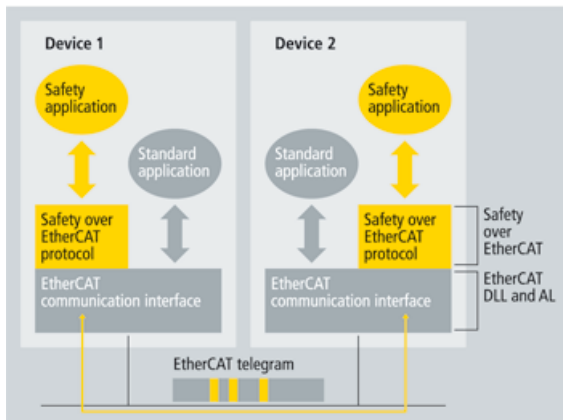 Device 1
Safety
application
Standard
application
Safety over
EtherCAT
protocol
EtherCAT
communication interface
Device 2
Safety
application
Standard
application
Safety over
EtherCAT
protocol
EtherCAT
communication interface
Safety
over
EtherCAT
EtherCAT
DLL and AL
EtherCAT telegram